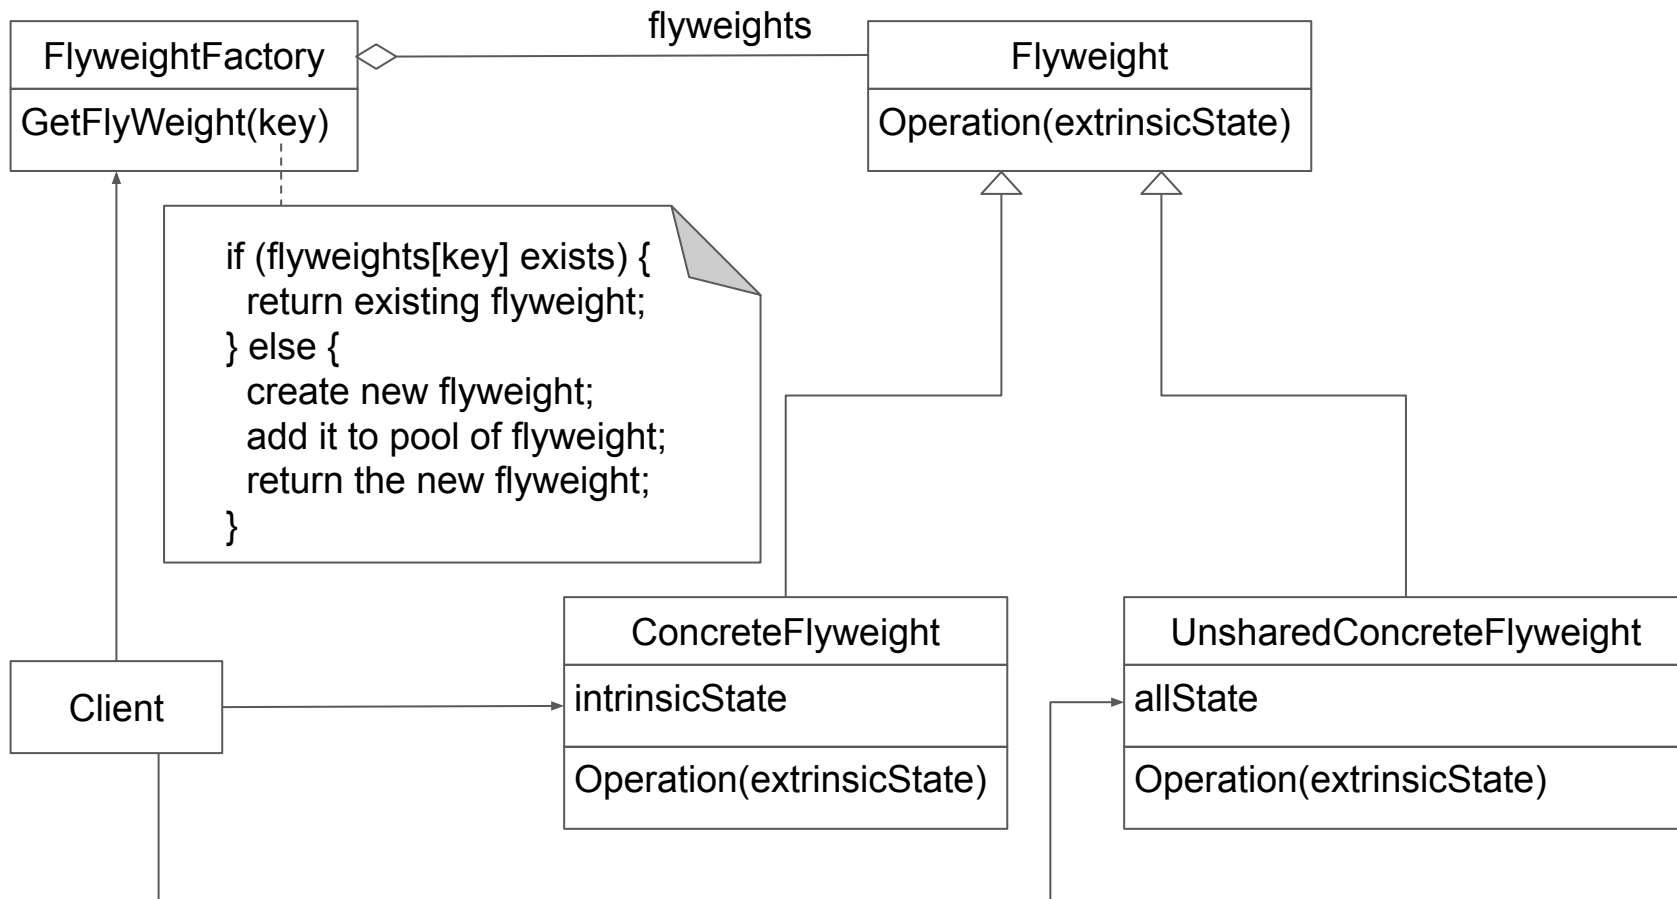 flyweights
FlyweightFactory
GetFlyWeight(key)
Flyweight
Operation(extrinsicState)
if (flyweights[key] exists) {
return existing flyweight;
} else {
create new flyweight;
add it to pool of flyweight;
return the new flyweight;
}
Client
ConcreteFlyweight
intrinsicState
Operation(extrinsicState)
UnsharedConcreteFlyweight
allState
Operation(extrinsicState)